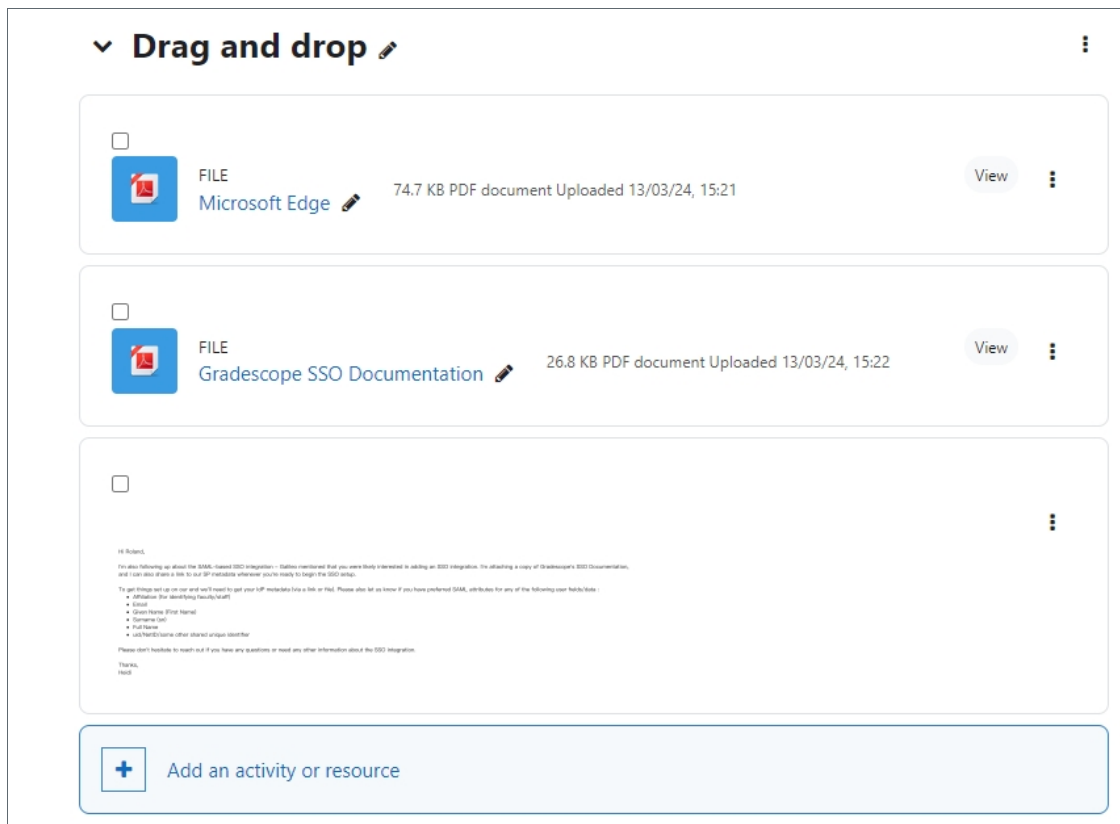 Drag and drop
FILE
Microsoft Edge
74.7 KB PDF document Uploaded 13/03/24, 15:21
View
FILE
Gradescope SSO Documentation
26.8 KB PDF document Uploaded 13/03/24, 15:22
View
Hi Roland,
I'm also following up about the SAML-based SSO integration – Galileo mentioned that you were likely interested in adding an SSO integration. I'm attaching a copy of Gradescope's SSO Documentation,
and I can also share a link to our SP metadata whenever you're ready to begin the SSO setup.
To get things set up on our end we'll need to get your IdP metadata (via a link or file). Please also let us know if you have preferred SAML attributes for any of the following user fields/data :
• Affiliation (for identifying faculty/staff)
• Email
• Given Name (First Name)
• Surname (sn)
• Full Name
• uid/NetID/some other shared unique identifier
Please don't hesitate to reach out if you have any questions or need any other information about the SSO integration.
Thanks,
Heidi
Add an activity or resource